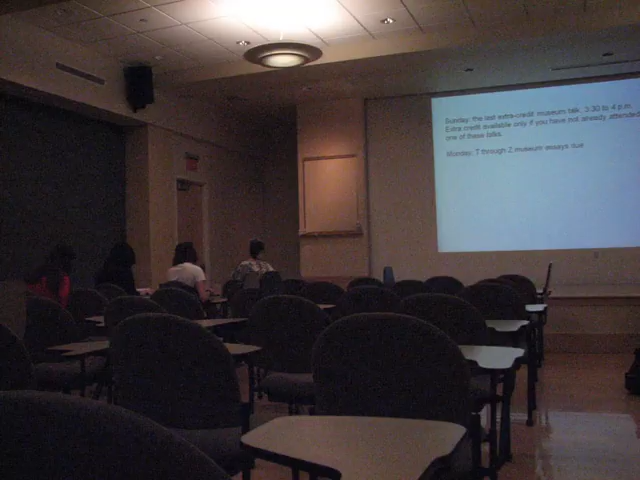 Sunday: the last extra-credit museum talk, 3:30 to 4 p.m.
Extra credit available only if you have not already attended
one of these talks.
Monday: T through Z museum essays due